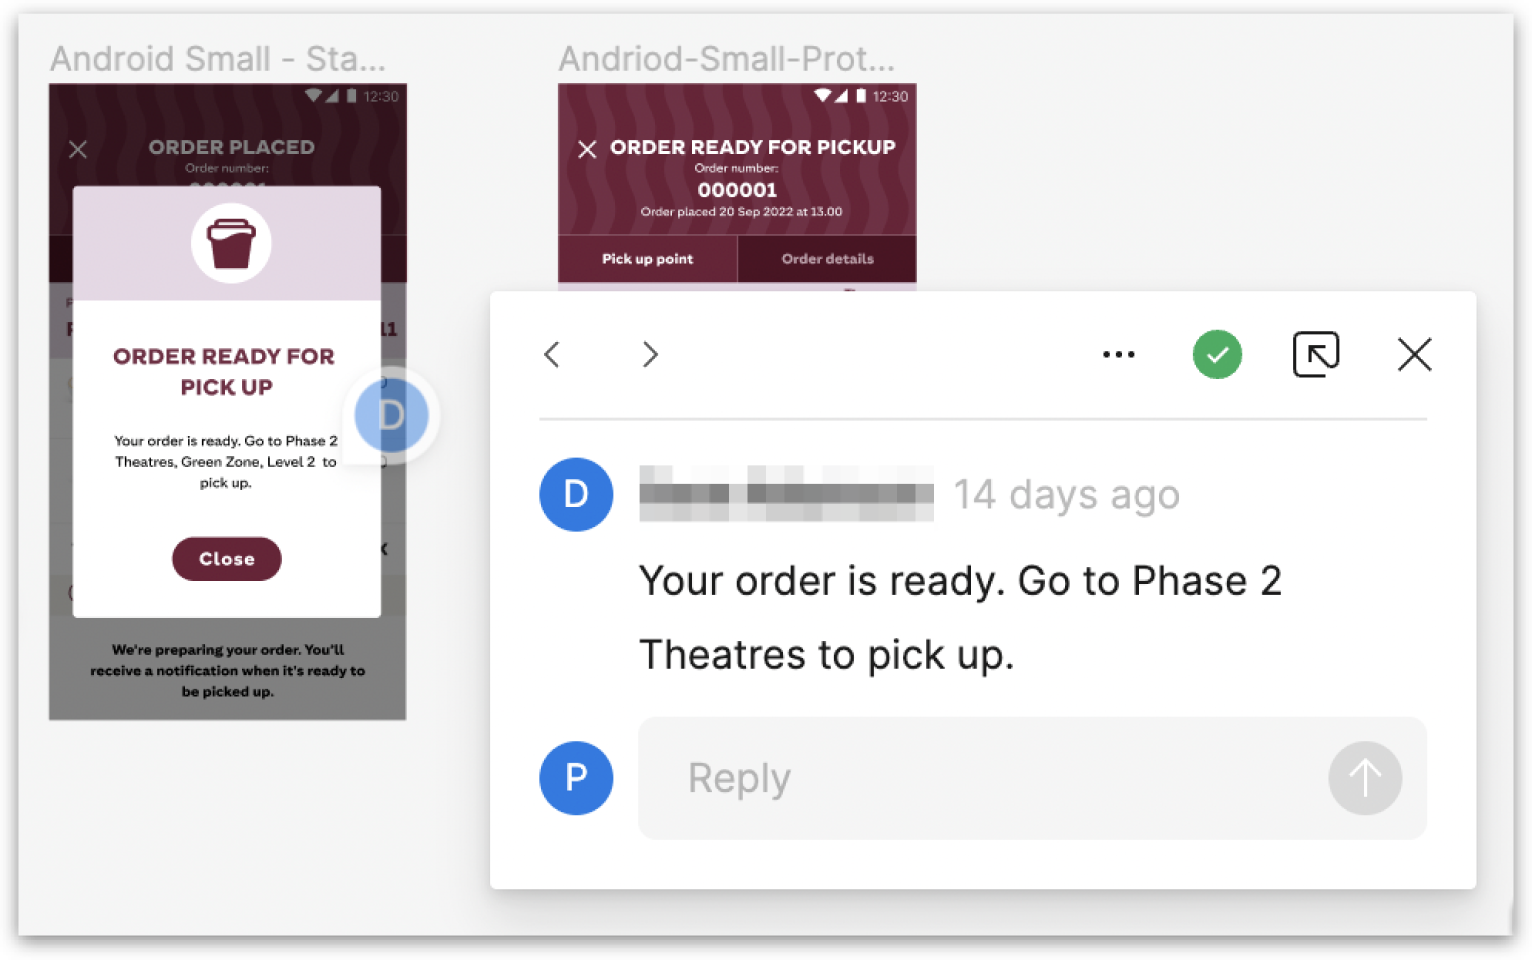 Android Small - Sta...
12:30
ORDER PLACED
Order number:
ORDER READY FOR
PICK UP
Your order is ready. Go to Phase 2
Theatres, Green Zone, Level 2 to
pick up.
Close
We're preparing your order. You'll
receive a notification when it's ready to
be picked up.
D
Andriod-Small-Prot...
12:30
ORDER READY FOR PICKUP
Order number:
000001
Order placed 20 Sep 2022 at 13.00
Pick up point
Order details
D
14 days ago
Your order is ready. Go to Phase 2
Theatres to pick up.
P
Reply